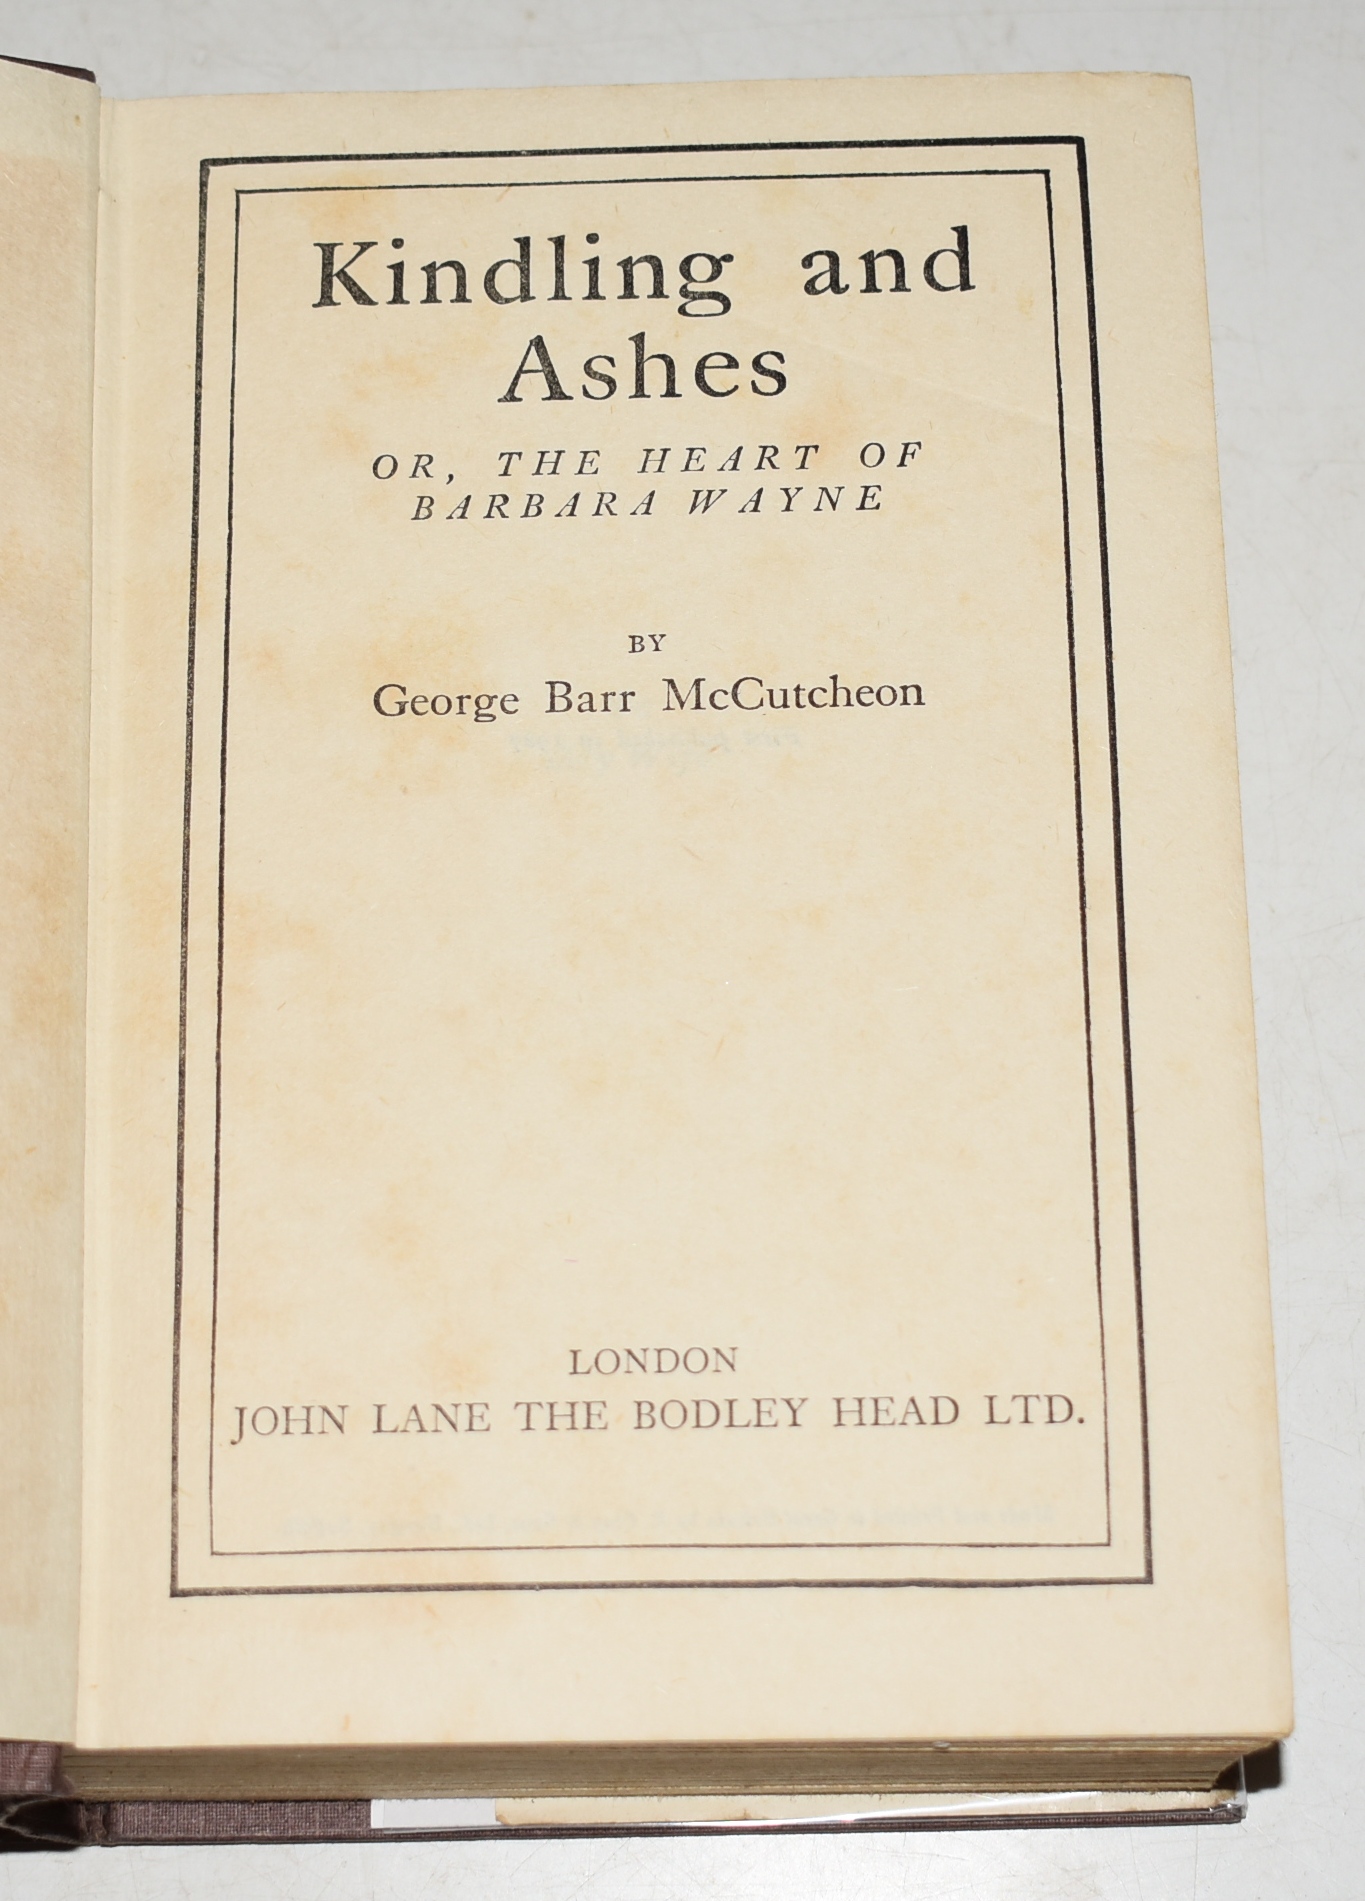 Kindling and
Ashes
OR, THE HEART OF
BARBARA WAYNE
BY
George Barr McCutcheon
LONDON
JOHN LANE THE BODLEY HEAD LTD.